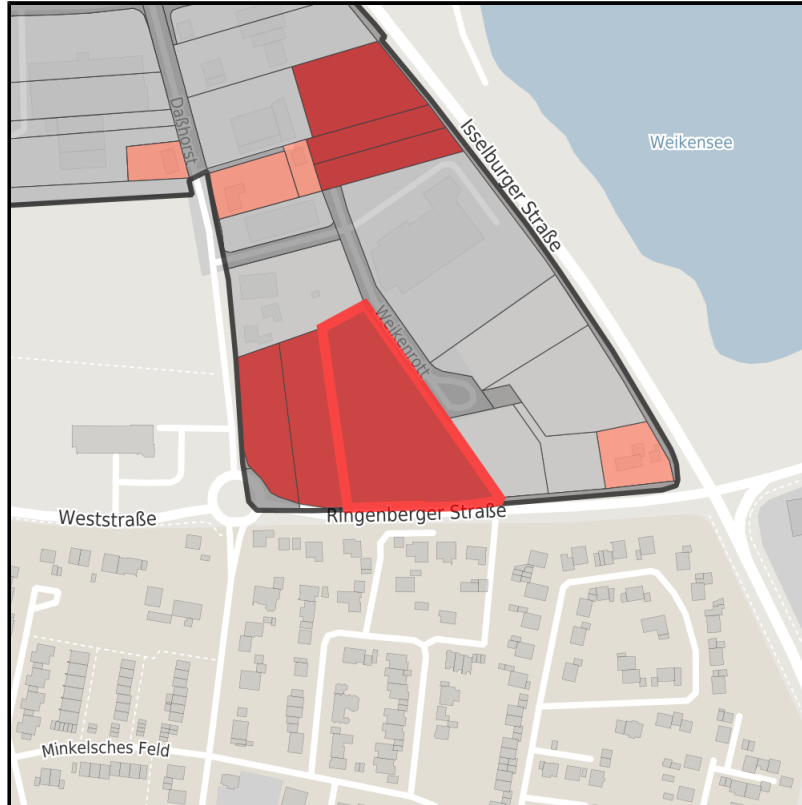 Daßhorst
Isselburger Straße
Weikensee
Weikenrott
Weststraße
Ringenberger Straße
Minkelsches Feld